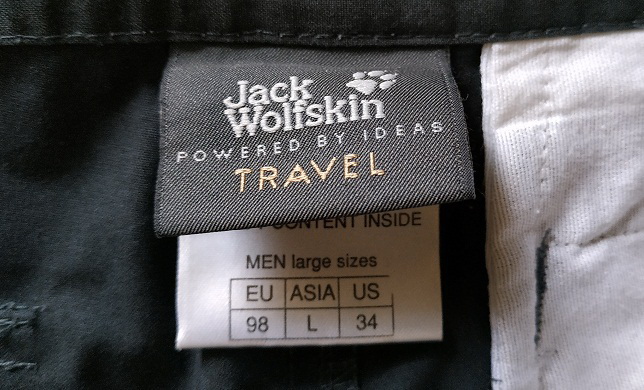 Jack
Wolfskin
POWERED BY IDEAS
TRAVEL
CONTENT INSIDE
MEN large sizes
EU ASIA US
98 L 34